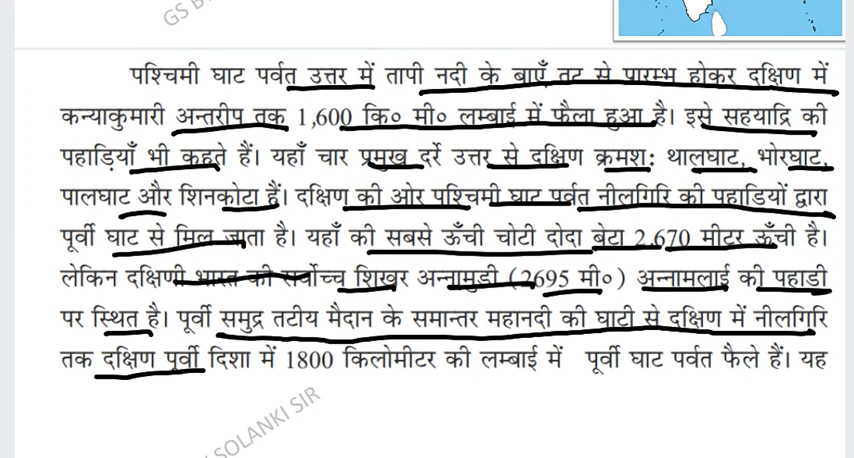 GS B
पश्चिमी घाट पर्वत उत्तर में तापी नदी के बाएँ तट से प्रारम्भ होकर दक्षिण में
कन्याकुमारी अन्तरीप तक 1,600 कि० मी० लम्बाई में फैला हुआ है। इसे सहयाद्रि की
पहाड़ियाँ भी कहते हैं। यहाँ चार प्रमुख दर्रे उत्तर से दक्षिण क्रमश: थालघाट, भोरघाट,
पालघाट और शिनकोटा हैं। दक्षिण की ओर पश्चिमी घाट पर्वत नीलगिरि की पहाड़ियों द्वारा
पूर्वी घाट से मिल जाता है। यहाँ की सबसे ऊँची चोटी दोदा बेटा 2,670 मीटर ऊँची है।
लेकिन दक्षिणी भारत की सर्वोच्च शिखर अन्नामुडी (2695 मी०) अन्नामलाई की पहाडी
पर स्थित है। पूर्वी समुद्र तटीय मैदान के समान्तर महानदी की घाटी से दक्षिण में नीलगिरि
तक दक्षिण पूर्वी दिशा में 1800 किलोमीटर की लम्बाई में पूर्वी घाट पर्वत फैले हैं। यह
SOLANKI SIR